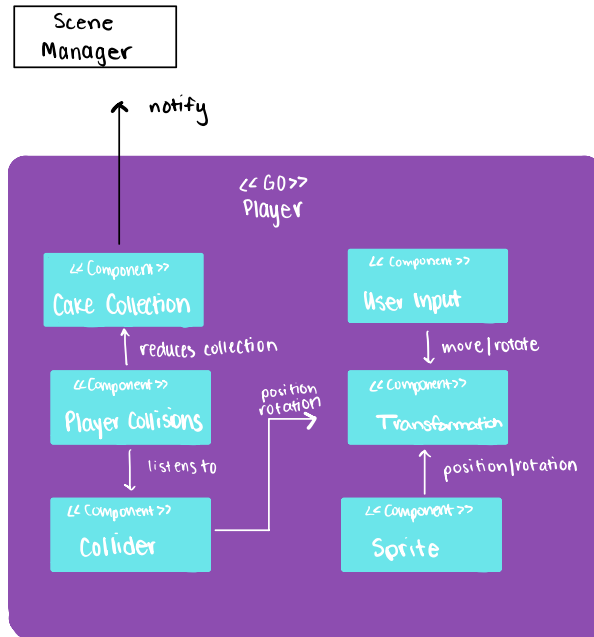 Scene
Manager
notify
<< GO >>
Player
<< Component >>
Cake Collection
<< Component >>
User Input
reduces collection
move/rotate
<< Component >>
Player Collisions
position
rotation
<< Component >>
Transformation
listens to
position/rotation
<< Component >>
Collider
<< Component >>
Sprite